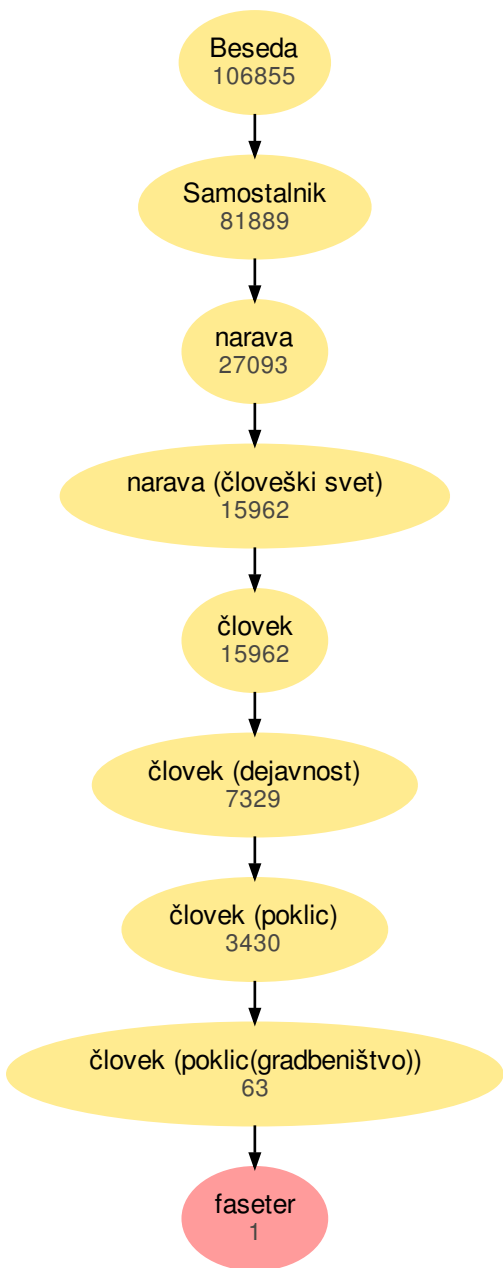 Beseda
106855
Samostalnik
81889
narava
27093
narava (človeški svet)
15962
človek
15962
človek (dejavnost)
7329
človek (poklic)
3430
človek (poklic(gradbeništvo))
63
faseter
1